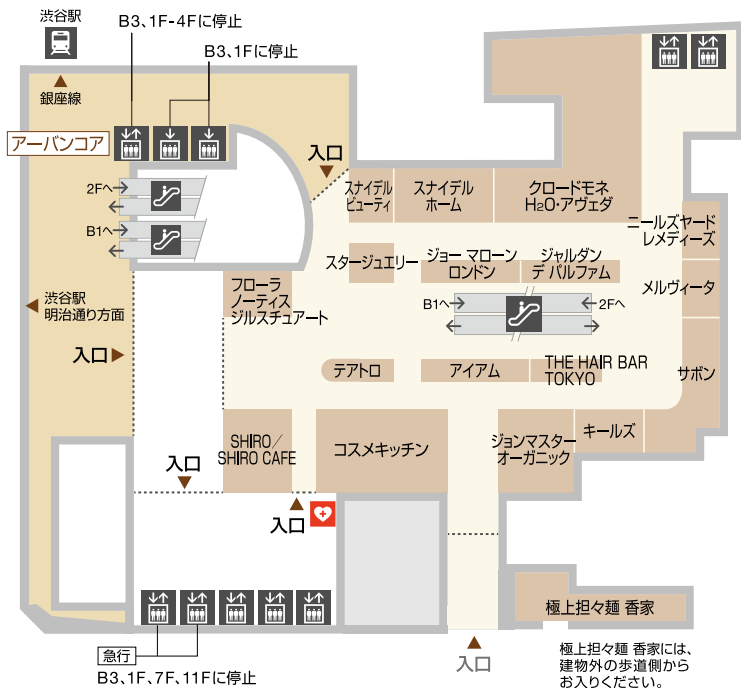 渋谷駅
B3、1F-4Fに停止
B3、1Fに停止
銀座線
アーバンコア
入口
2Fへ
B1へ
スナイデル
ビューティ
スナイデル
ホーム
クロードモネ
H2O・アヴェダ
ニールズヤード
レメディーズ
スタージュエリー
ジョー マローン
ロンドン
ジャルダン
デ パルファム
フローラ
ノーティス
ジルスチュアート
メルヴィータ
B1へ
2Fへ
渋谷駅
明治通り方面
入口
テアトロ
アイアム
THE HAIR BAR
TOKYO
サボン
SHIRO/
SHIRO CAFE
コスメキッチン
ジョンマスター
オーガニック
キールズ
入口
入口
極上担々麺 香家
急行
B3、1F、7F、11Fに停止
入口
極上担々麺 香家には、
建物外の歩道側から
お入りください。